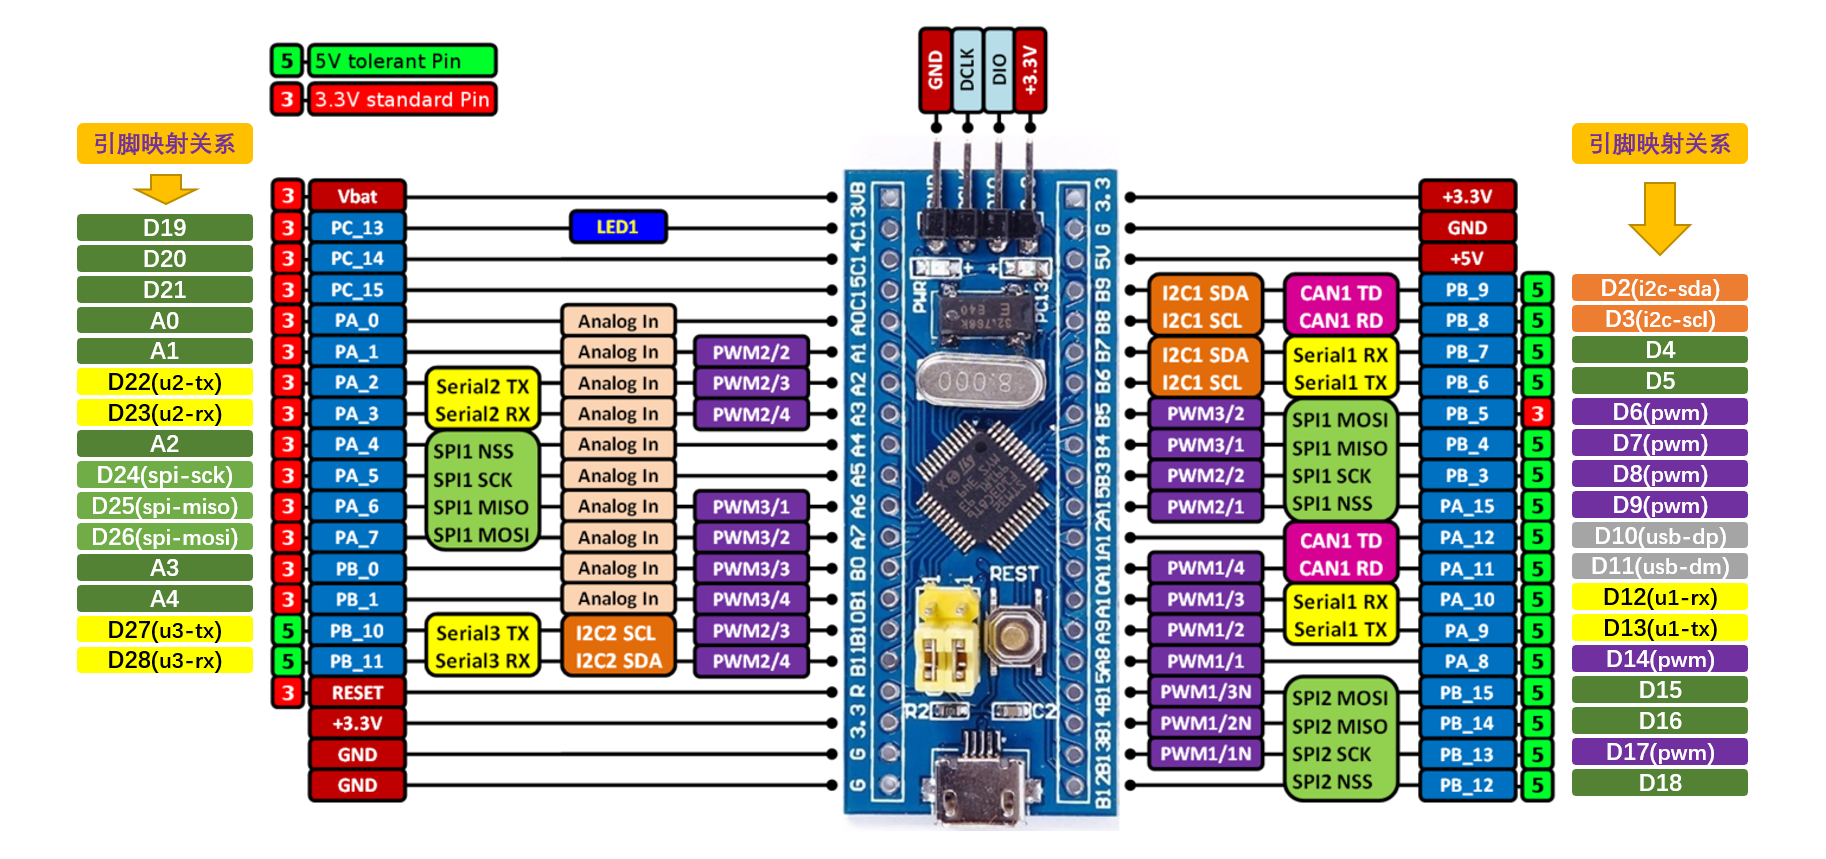 5 5V tolerant Pin
3 3.3V standard Pin
GND DCLK DIO +3.3V
引脚映射关系
引脚映射关系
3 Vbat VB
D19 3 PC_13 LED1 C13
D20 3 PC_14 C14
D21 3 PC_15 C15
A0 3 PA_0 Analog In A0
A1 3 PA_1 Analog In PWM2/2 A1
D22(u2-tx) 3 PA_2 Serial2 TX Analog In PWM2/3 A2
D23(u2-rx) 3 PA_3 Serial2 RX Analog In PWM2/4 A3
A2 3 PA_4 SPI1 NSS Analog In A4
D24(spi-sck) 3 PA_5 SPI1 SCK Analog In A5
D25(spi-miso) 3 PA_6 SPI1 MISO Analog In PWM3/1 A6
D26(spi-mosi) 3 PA_7 SPI1 MOSI Analog In PWM3/2 A7
A3 3 PB_0 Analog In PWM3/3 B0
A4 3 PB_1 Analog In PWM3/4 B1
D27(u3-tx) 5 PB_10 Serial3 TX I2C2 SCL PWM2/3 B10
D28(u3-rx) 5 PB_11 Serial3 RX I2C2 SDA PWM2/4 B11
3 RESET R
+3.3V 3.3
GND G
GND G
PWR
PC13
32.768K
E
8.000
REST
1 1
R2 C2
3.3 +3.3V
G GND
5V +5V
B9 I2C1 SDA CAN1 TD PB_9 5 D2(i2c-sda)
B8 I2C1 SCL CAN1 RD PB_8 5 D3(i2c-scl)
B7 I2C1 SDA Serial1 RX PB_7 5 D4
B6 I2C1 SCL Serial1 TX PB_6 5 D5
B5 PWM3/2 SPI1 MOSI PB_5 3 D6(pwm)
B4 PWM3/1 SPI1 MISO PB_4 5 D7(pwm)
B3 PWM2/2 SPI1 SCK PB_3 5 D8(pwm)
A15 PWM2/1 SPI1 NSS PA_15 5 D9(pwm)
A12 CAN1 TD PA_12 5 D10(usb-dp)
A11 PWM1/4 CAN1 RD PA_11 5 D11(usb-dm)
A10 PWM1/3 Serial1 RX PA_10 5 D12(u1-rx)
A9 PWM1/2 Serial1 TX PA_9 5 D13(u1-tx)
A8 PWM1/1 PA_8 5 D14(pwm)
B15 PWM1/3N SPI2 MOSI PB_15 5 D15
B14 PWM1/2N SPI2 MISO PB_14 5 D16
B13 PWM1/1N SPI2 SCK PB_13 5 D17(pwm)
B12 SPI2 NSS PB_12 5 D18